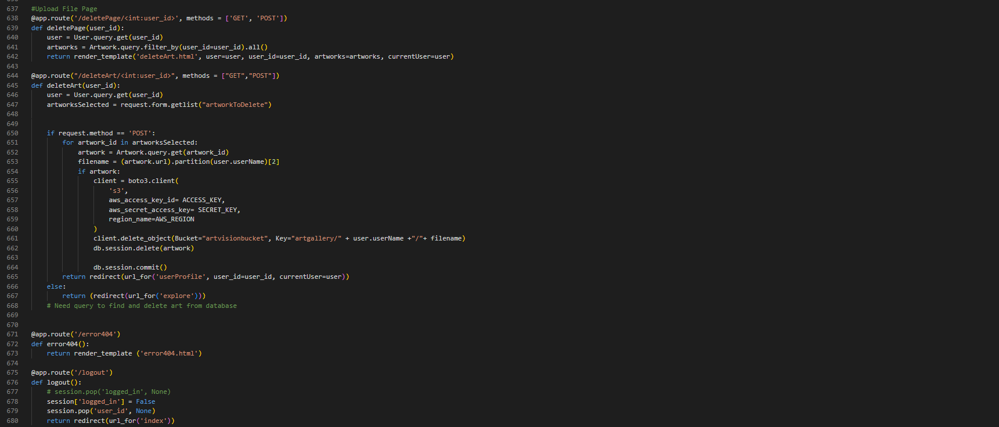 637 #Upload File Page
638 @app.route('/deletePage/<int:user_id>', methods = ['GET', 'POST'])
639 def deletePage(user_id):
640     user = User.query.get(user_id)
641     artworks = Artwork.query.filter_by(user_id=user_id).all()
642     return render_template('deleteArt.html', user=user, user_id=user_id, artworks=artworks, currentUser=user)
643
644 @app.route("/deleteArt/<int:user_id>", methods = ["GET","POST"])
645 def deleteArt(user_id):
646     user = User.query.get(user_id)
647     artworksSelected = request.form.getlist("artworkToDelete")
648
649
650     if request.method == 'POST':
651         for artwork_id in artworksSelected:
652             artwork = Artwork.query.get(artwork_id)
653             filename = (artwork.url).partition(user.userName)[2]
654             if artwork:
655                 client = boto3.client(
656                     's3',
657                     aws_access_key_id= ACCESS_KEY,
658                     aws_secret_access_key= SECRET_KEY,
659                     region_name=AWS_REGION
660                 )
661                 client.delete_object(Bucket="artvisionbucket", Key="artgallery/" + user.userName +"/"+ filename)
662                 db.session.delete(artwork)
663
664                 db.session.commit()
665         return redirect(url_for('userProfile', user_id=user_id, currentUser=user))
666     else:
667         return (redirect(url_for('explore')))
668     # Need query to find and delete art from database
669
670
671 @app.route('/error404')
672 def error404():
673     return render_template ('error404.html')
674
675 @app.route('/logout')
676 def logout():
677     # session.pop('logged_in', None)
678     session['logged_in'] = False
679     session.pop('user_id', None)
680     return redirect(url_for('index'))